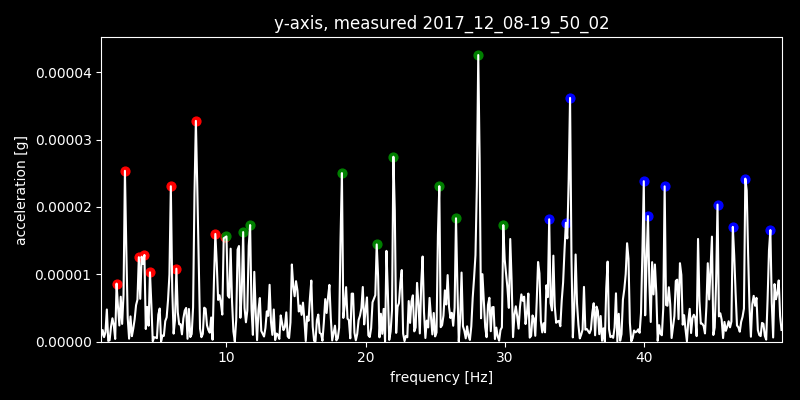 y-axis, measured 2017_12_08-19_50_02
0.00004
0.00003
0.00002
0.00001
0.00000
acceleration [g]
10 20 30 40
frequency [Hz]